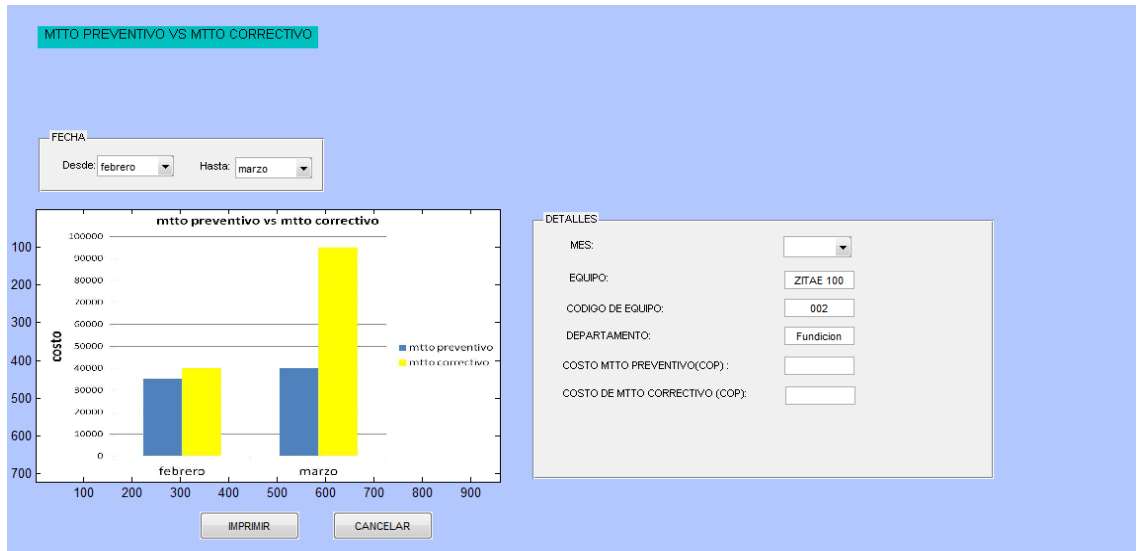 MTTO PREVENTIVO VS MTTO CORRECTIVO
FECHA
Desde: febrero Hasta: marzo
mtto preventivo vs mtto correctivo
100000
90000
80000
70000
60000
50000
40000
30000
20000
10000
0
costo
febrero marzo
mtto preventivo
mtto correctivo
100
200
300
400
500
600
700
100 200 300 400 500 600 700 800 900
DETALLES
MES:
EQUIPO: ZITAE 100
CODIGO DE EQUIPO: 002
DEPARTAMENTO: Fundicion
COSTO MTTO PREVENTIVO(COP) :
COSTO DE MTTO CORRECTIVO (COP):
IMPRIMIR CANCELAR